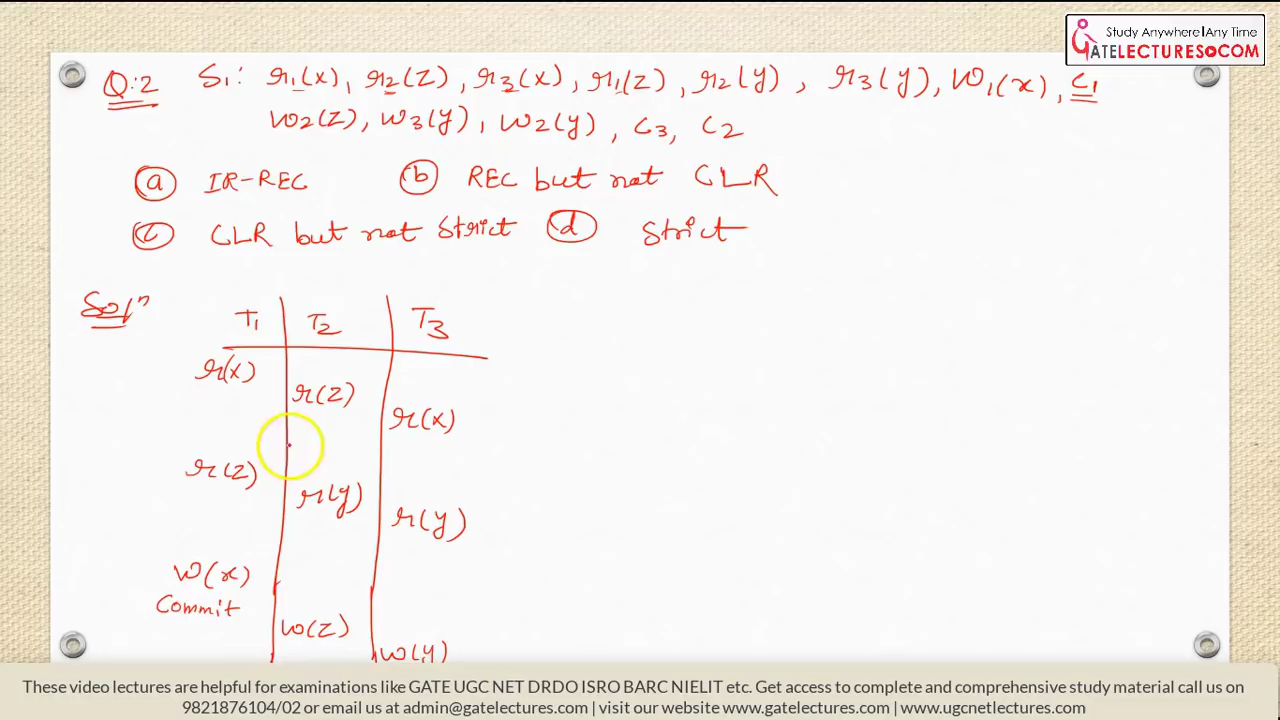 Study Anywhere | Any Time
GATELECTURES.COM
Q:2 S1: r1(x), r2(z), r3(x), r1(z), r2(y), r3(y), w1(x), C1
w2(z), w3(y), w2(y), C3, C2
(a) IR-REC (b) REC but not CLR
(c) CLR but not strict (d) strict
Solⁿ
T1 T2 T3
r(x)
r(z)
r(x)
r(z)
r(y)
r(y)
w(x)
Commit
w(z)
w(y)
These video lectures are helpful for examinations like GATE UGC NET DRDO ISRO BARC NIELIT etc. Get access to complete and comprehensive study material call us on
9821876104/02 or email us at admin@gatelectures.com | visit our website www.gatelectures.com | www.ugcnetlectures.com